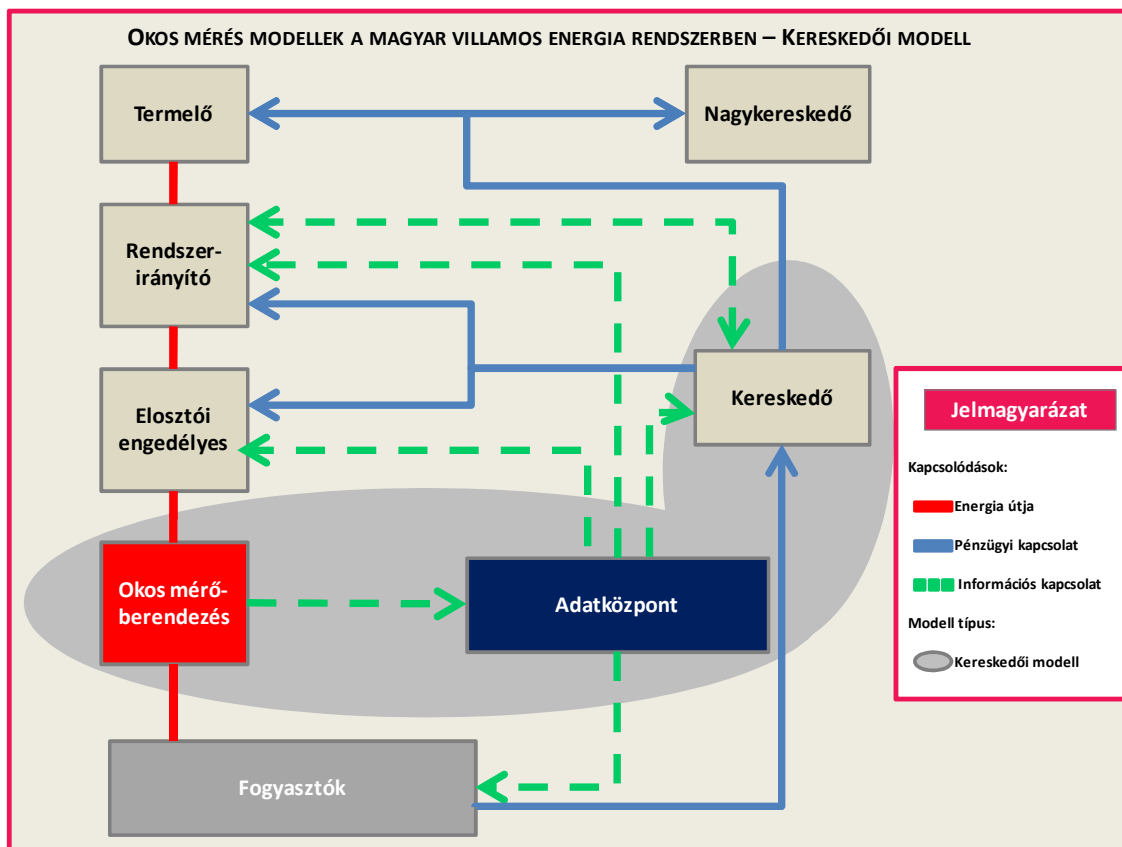 OKOS MÉRÉS MODELLEK A MAGYAR VILLAMOS ENERGIA RENDSZERBEN – KERESKEDŐI MODELL
Termelő
Nagykereskedő
Rendszer-
irányító
Elosztói
engedélyes
Kereskedő
Okos mérő-
berendezés
Adatközpont
Fogyasztók
Jelmagyarázat
Kapcsolódások:
Energia útja
Pénzügyi kapcsolat
Információs kapcsolat
Modell típus:
Kereskedői modell